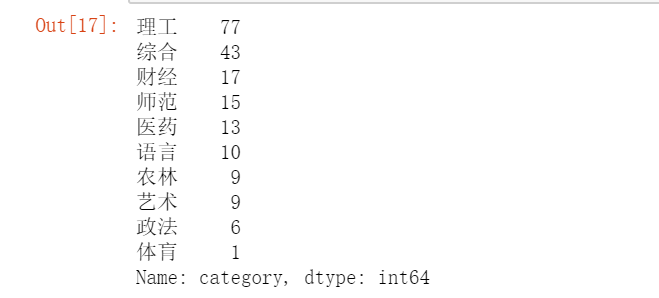 Out[17]: 理工 77
综合 43
财经 17
师范 15
医药 13
语言 10
农林 9
艺术 9
政法 6
体育 1
Name: category, dtype: int64